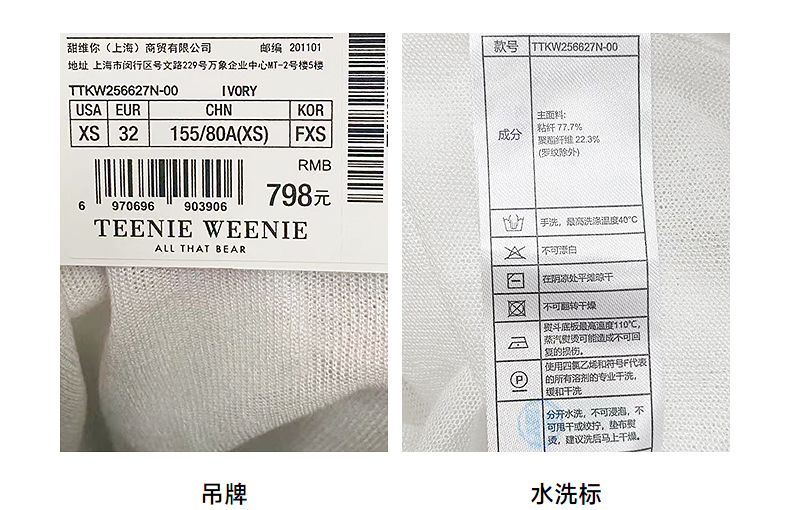 甜维你（上海）商贸有限公司 邮编 201101
地址 上海市闵行区号文路229号万象企业中心MT-2号楼5楼
TTKW256627N-00 IVORY
USA EUR CHN KOR
XS 32 155/80A(XS) FXS
RMB
798元
6 970696 903906
TEENIE WEENIE
ALL THAT BEAR
吊牌
款号 TTKW256627N-00
成分
主面料:
粘纤 77.7%
聚酯纤维 22.3%
(罗纹除外)
手洗，最高洗涤温度40℃
不可漂白
在阴凉处平摊晾干
不可翻转干燥
熨斗底板最高温度110℃，
蒸汽熨烫可能造成不可回
复的损伤。
P
使用四氯乙烯和符号F代表
的所有溶剂的专业干洗，
缓和干洗
分开水洗，不可浸泡，不
可甩干或绞拧，垫布熨
烫，建议洗后马上干燥。
水洗标